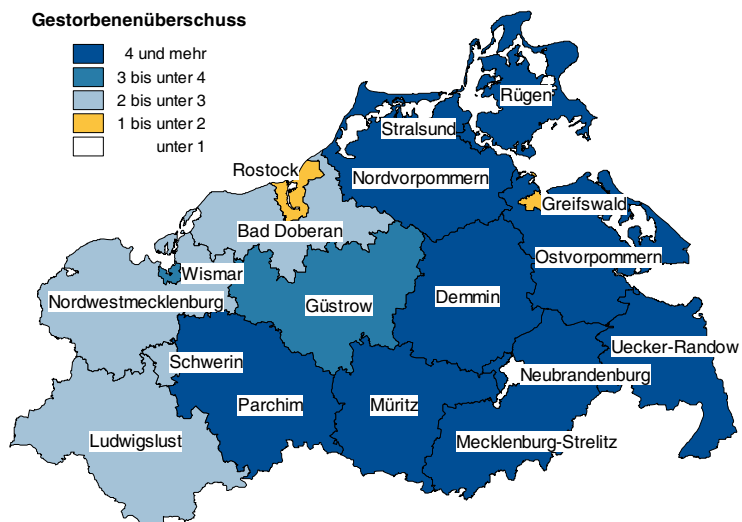 Gestorbenenüberschuss
4 und mehr
3 bis unter 4
2 bis unter 3
1 bis unter 2
unter 1
Rügen
Stralsund
Rostock
Nordvorpommern
Greifswald
Bad Doberan
Ostvorpommern
Wismar
Nordwestmecklenburg
Güstrow
Demmin
Uecker-Randow
Schwerin
Neubrandenburg
Parchim
Müritz
Ludwigslust
Mecklenburg-Strelitz